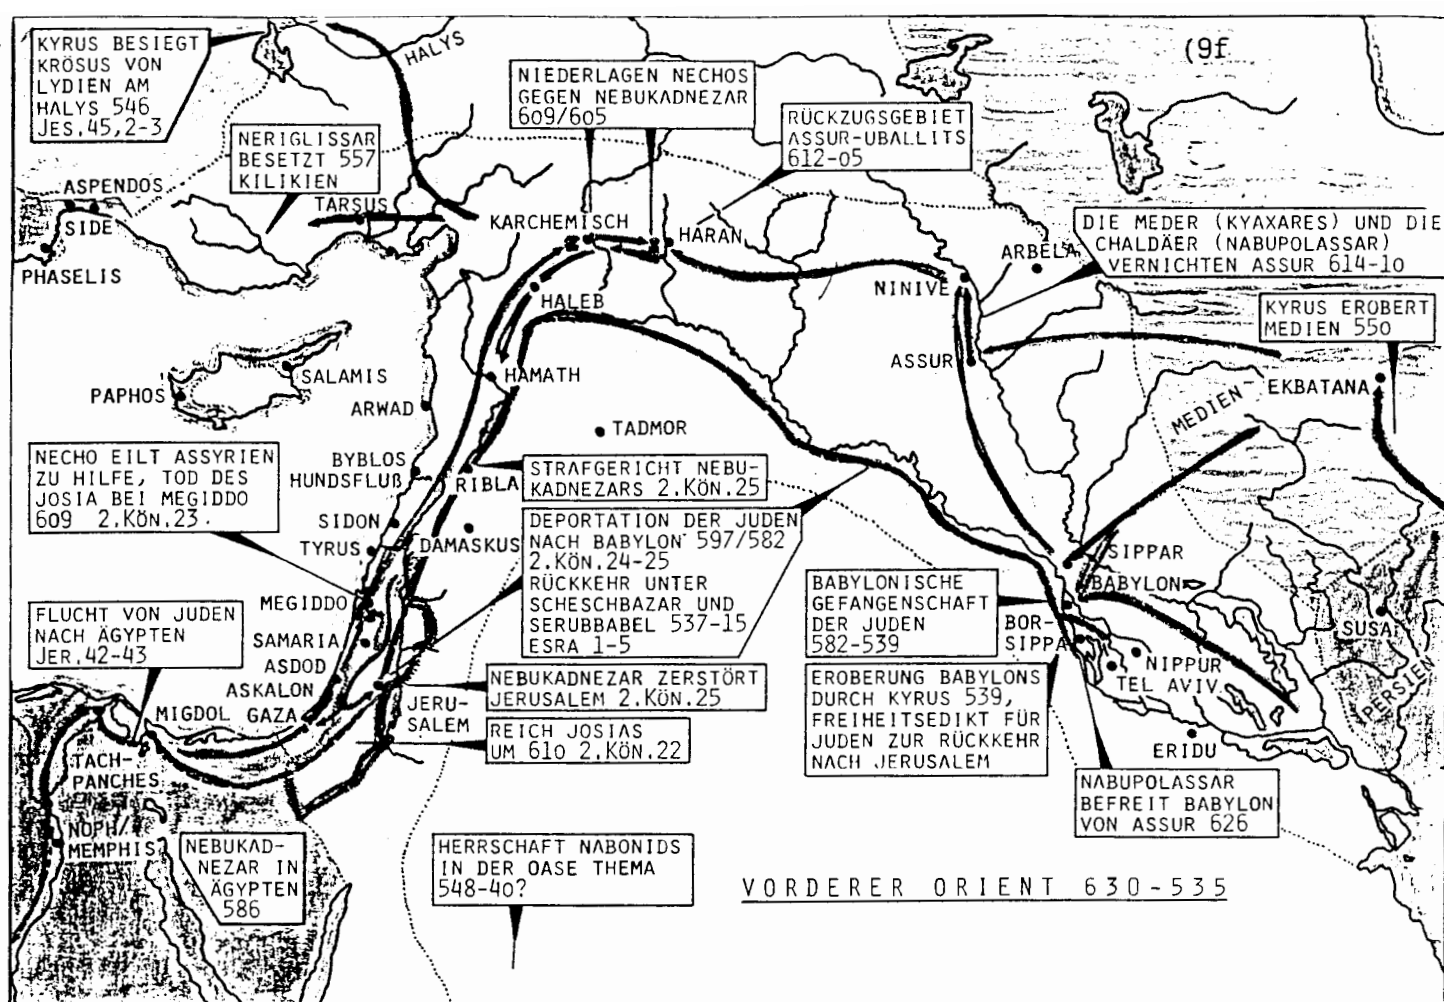 KYRUS BESIEGT
KRÖSUS VON
LYDIEN AM
HALYS 546
JES.45,2-3
HALYS
(9f
NIEDERLAGEN NECHOS
GEGEN NEBUKADNEZAR
6o9/6o5
RÜCKZUGSGEBIET
ASSUR-UBALLITS
612-o5
NERIGLISSAR
BESETZT 557
KILIKIEN
ASPENDOS
SIDE
PHASELIS
TARSUS
KARCHEMISCH
HARAN
DIE MEDER (KYAXARES) UND DIE
CHALDÄER (NABUPOLASSAR)
VERNICHTEN ASSUR 614-1o
ARBELA
NINIVE
HALEB
KYRUS EROBERT
MEDIEN 55o
ASSUR
SALAMIS
PAPHOS
HAMATH
ARWAD
EKBATANA
MEDIEN
TADMOR
NECHO EILT ASSYRIEN
ZU HILFE, TOD DES
JOSIA BEI MEGIDDO
6o9 2.KÖN.23.
BYBLOS
HUNDSFLUß
RIBLA
STRAFGERICHT NEBU-
KADNEZARS 2.KÖN.25
SIDON
TYRUS
DAMASKUS
DEPORTATION DER JUDEN
NACH BABYLON 597/582
2.KÖN.24-25
RÜCKKEHR UNTER
SCHESCHBAZAR UND
SERUBBABEL 537-15
ESRA 1-5
SIPPAR
BABYLON
BABYLONISCHE
GEFANGENSCHAFT
DER JUDEN
582-539
BOR-
SIPPA
NIPPUR
TEL AVIV
SUSA
PERSIEN
FLUCHT VON JUDEN
NACH ÄGYPTEN
JER.42-43
MEGIDDO
SAMARIA
ASDOD
ASKALON
GAZA
MIGDOL
JERU-
SALEM
NEBUKADNEZAR ZERSTÖRT
JERUSALEM 2.KÖN.25
REICH JOSIAS
UM 61o 2.KÖN.22
EROBERUNG BABYLONS
DURCH KYRUS 539,
FREIHEITSEDIKT FÜR
JUDEN ZUR RÜCKKEHR
NACH JERUSALEM
ERIDU
NABUPOLASSAR
BEFREIT BABYLON
VON ASSUR 626
TACH-
PANCHES
NOPH/
MEMPHIS
NEBUKAD-
NEZAR IN
ÄGYPTEN
586
HERRSCHAFT NABONIDS
IN DER OASE THEMA
548-4o?
VORDERER ORIENT 630-535